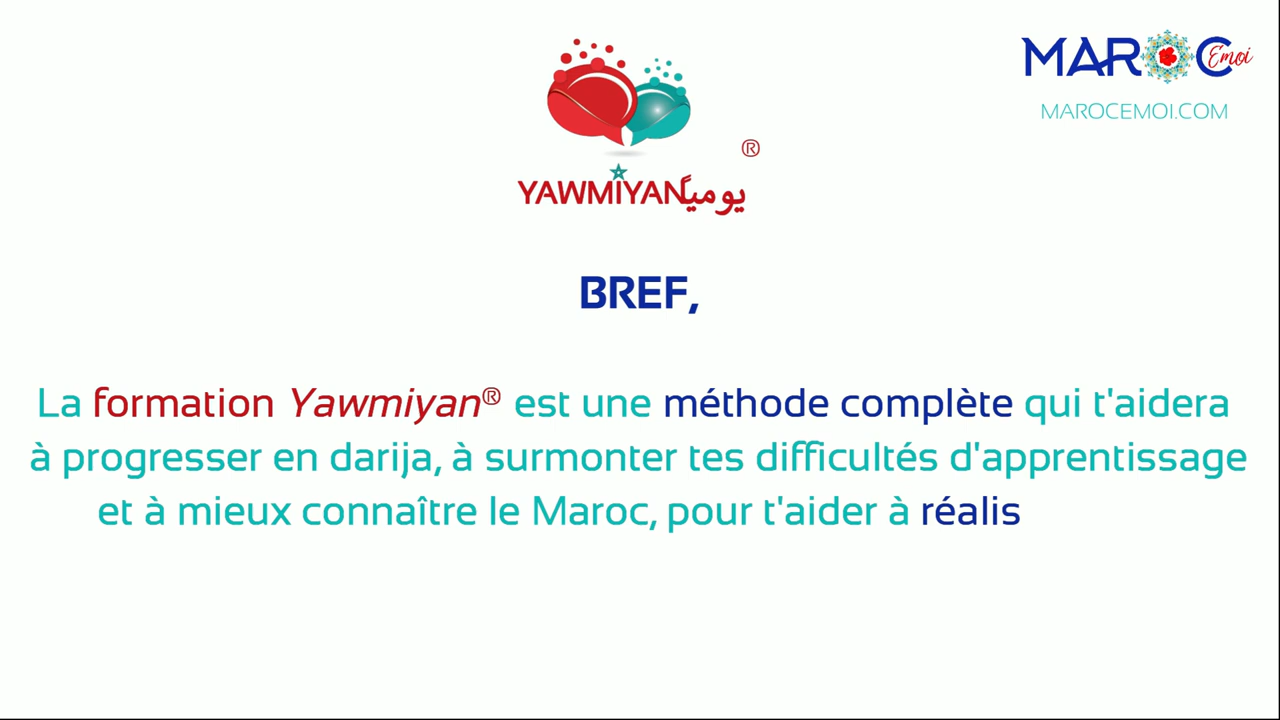 MAROC Emoi
MAROCEMOI.COM
®
YAWMIYAN يوميا
BREF,
La formation Yawmiyan® est une méthode complète qui t'aidera
à progresser en darija, à surmonter tes difficultés d'apprentissage
et à mieux connaître le Maroc, pour t'aider à réalis